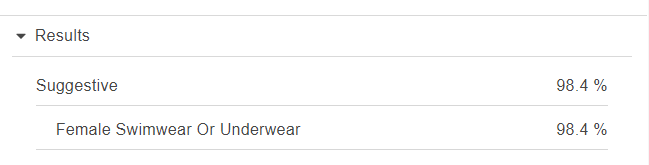 Results
Suggestive 98.4 %
Female Swimwear Or Underwear 98.4 %